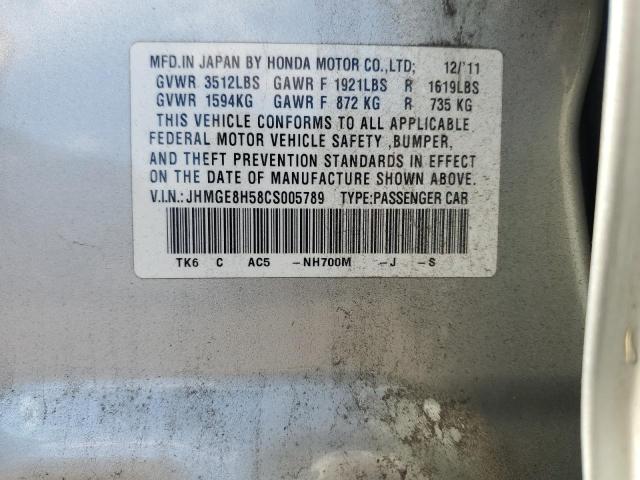 MFD.IN JAPAN BY HONDA MOTOR CO.,LTD; 12/'11
GVWR 3512LBS GAWR F 1921LBS R 1619LBS
GVWR 1594KG GAWR F 872 KG R 735 KG
THIS VEHICLE CONFORMS TO ALL APPLICABLE
FEDERAL MOTOR VEHICLE SAFETY ,BUMPER,
AND THEFT PREVENTION STANDARDS IN EFFECT
ON THE DATE OF MANUFACTURE SHOWN ABOVE.
V.I.N.: JHMGE8H58CS005789 TYPE:PASSENGER CAR
TK6 C AC5 -NH700M -J -S